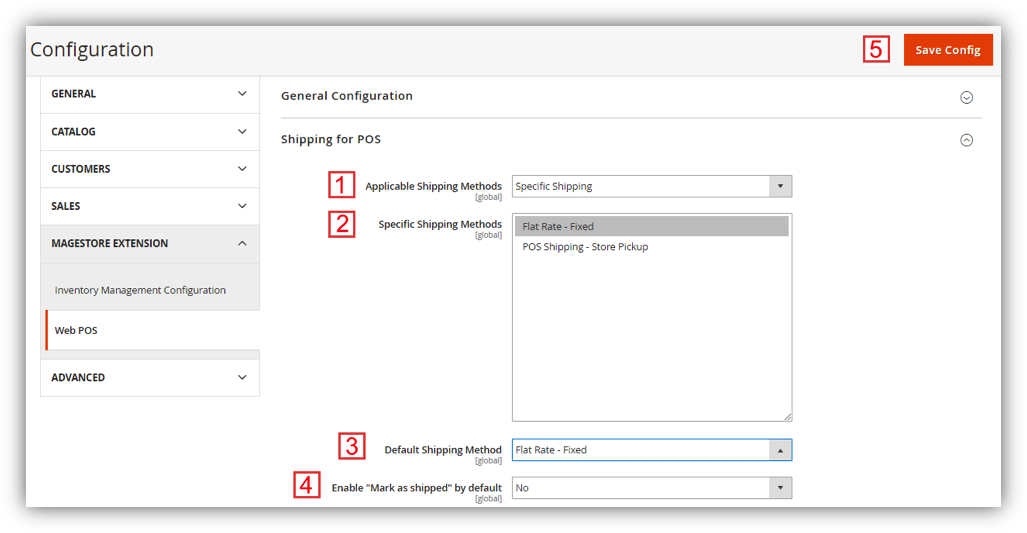 Configuration
5
Save Config
GENERAL
CATALOG
CUSTOMERS
SALES
MAGESTORE EXTENSION
Inventory Management Configuration
Web POS
ADVANCED
General Configuration
Shipping for POS
1
Applicable Shipping Methods
[global]
Specific Shipping
2
Specific Shipping Methods
[global]
Flat Rate - Fixed
POS Shipping - Store Pickup
3
Default Shipping Method
[global]
Flat Rate - Fixed
4
Enable "Mark as shipped" by default
[global]
No